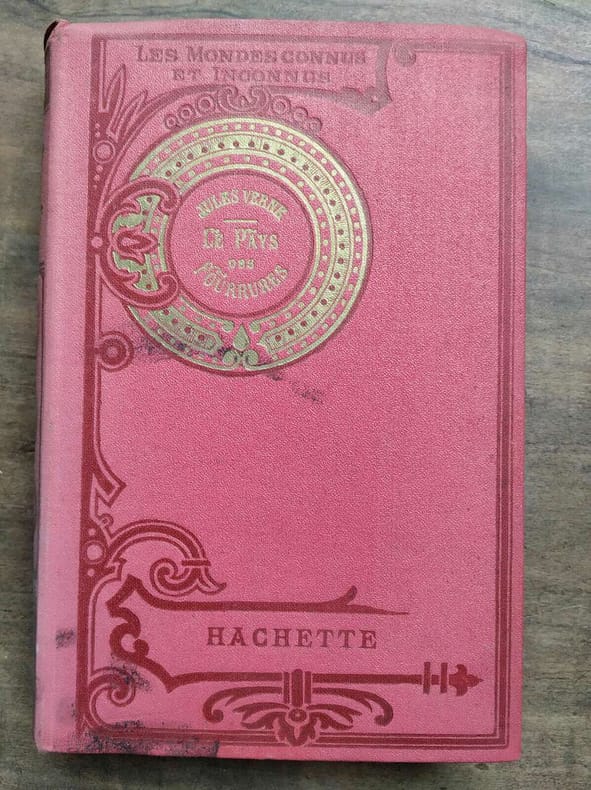 LES MONDES CONNUS
ET INCONNUS
JULES VERNE
LE PAYS
DES
FOURRURES
HACHETTE